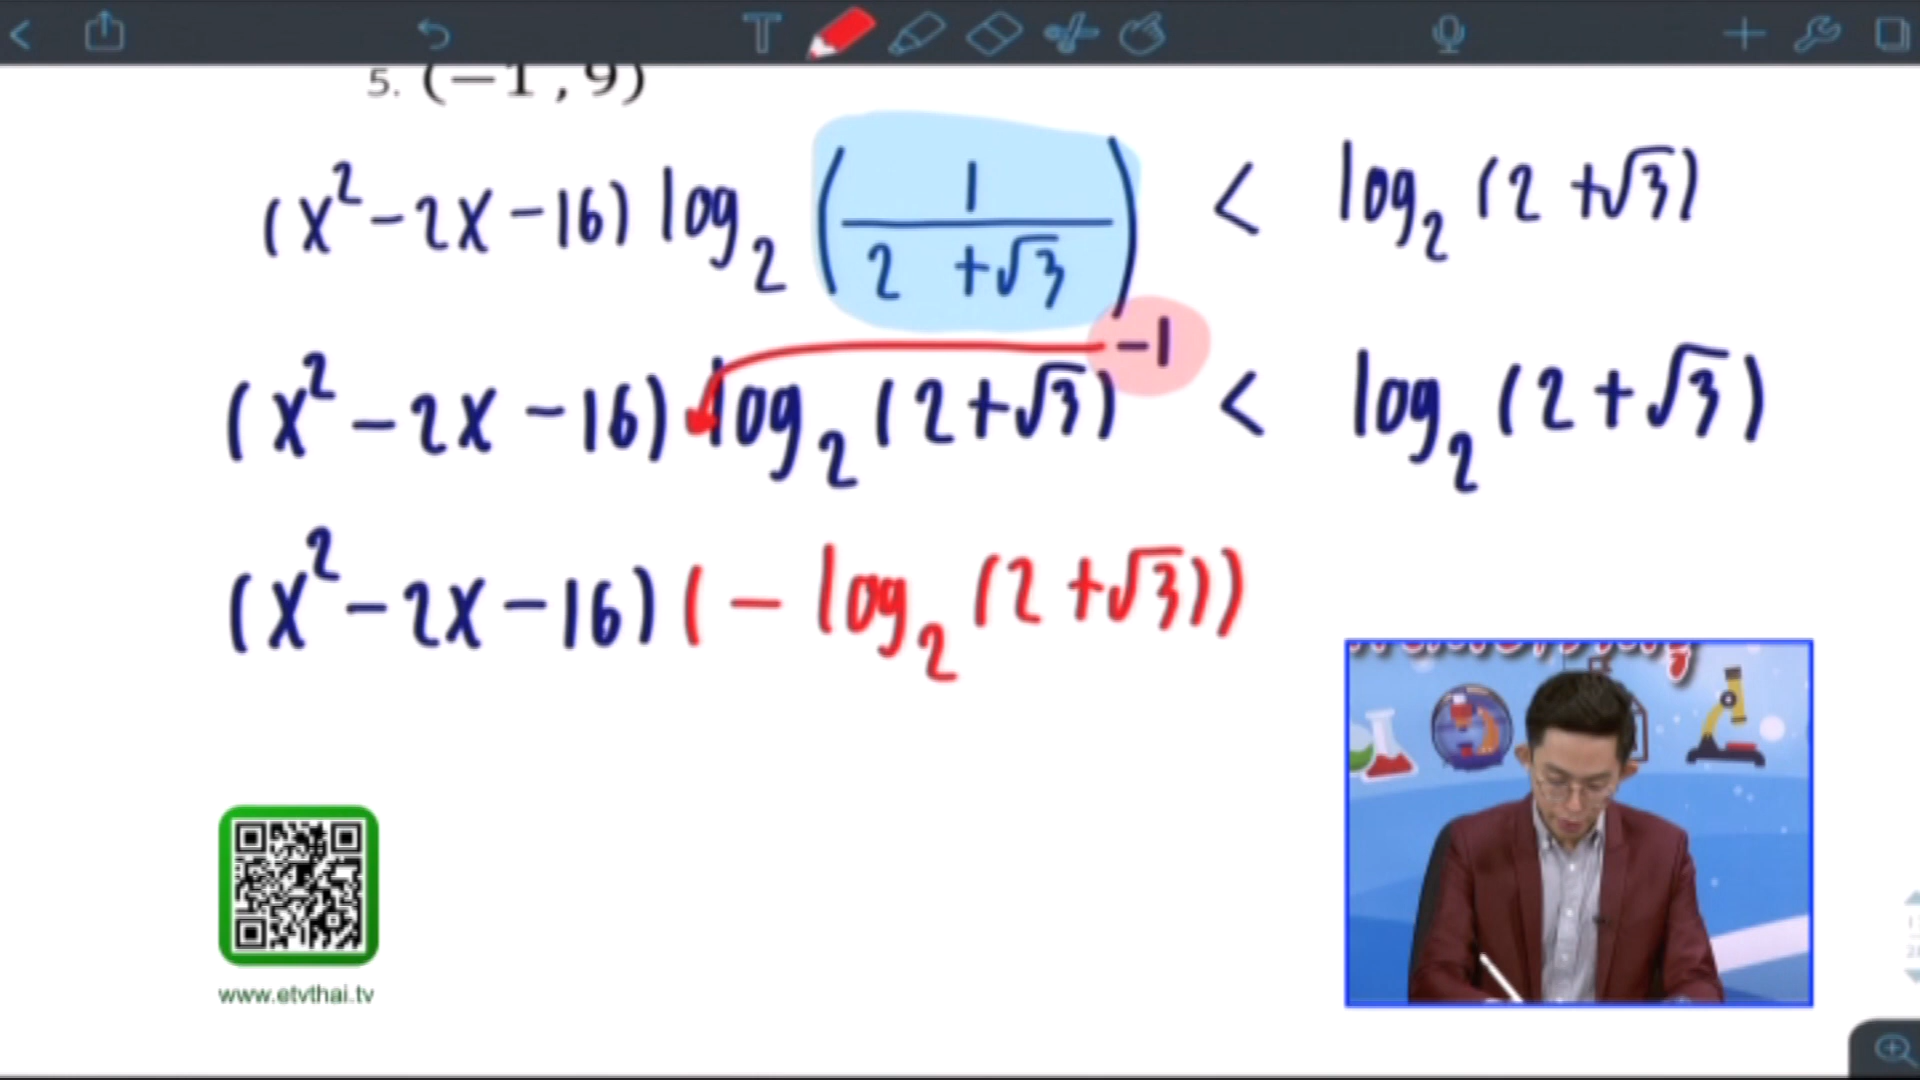 5. (−1 , 9)
(x² − 2x − 16) log₂ (1/(2 + √3)) < log₂ (2 + √3)
(x² − 2x − 16) log₂ (2 + √3)⁻¹ < log₂ (2 + √3)
(x² − 2x − 16) (− log₂ (2 + √3))
www.etvthai.tv